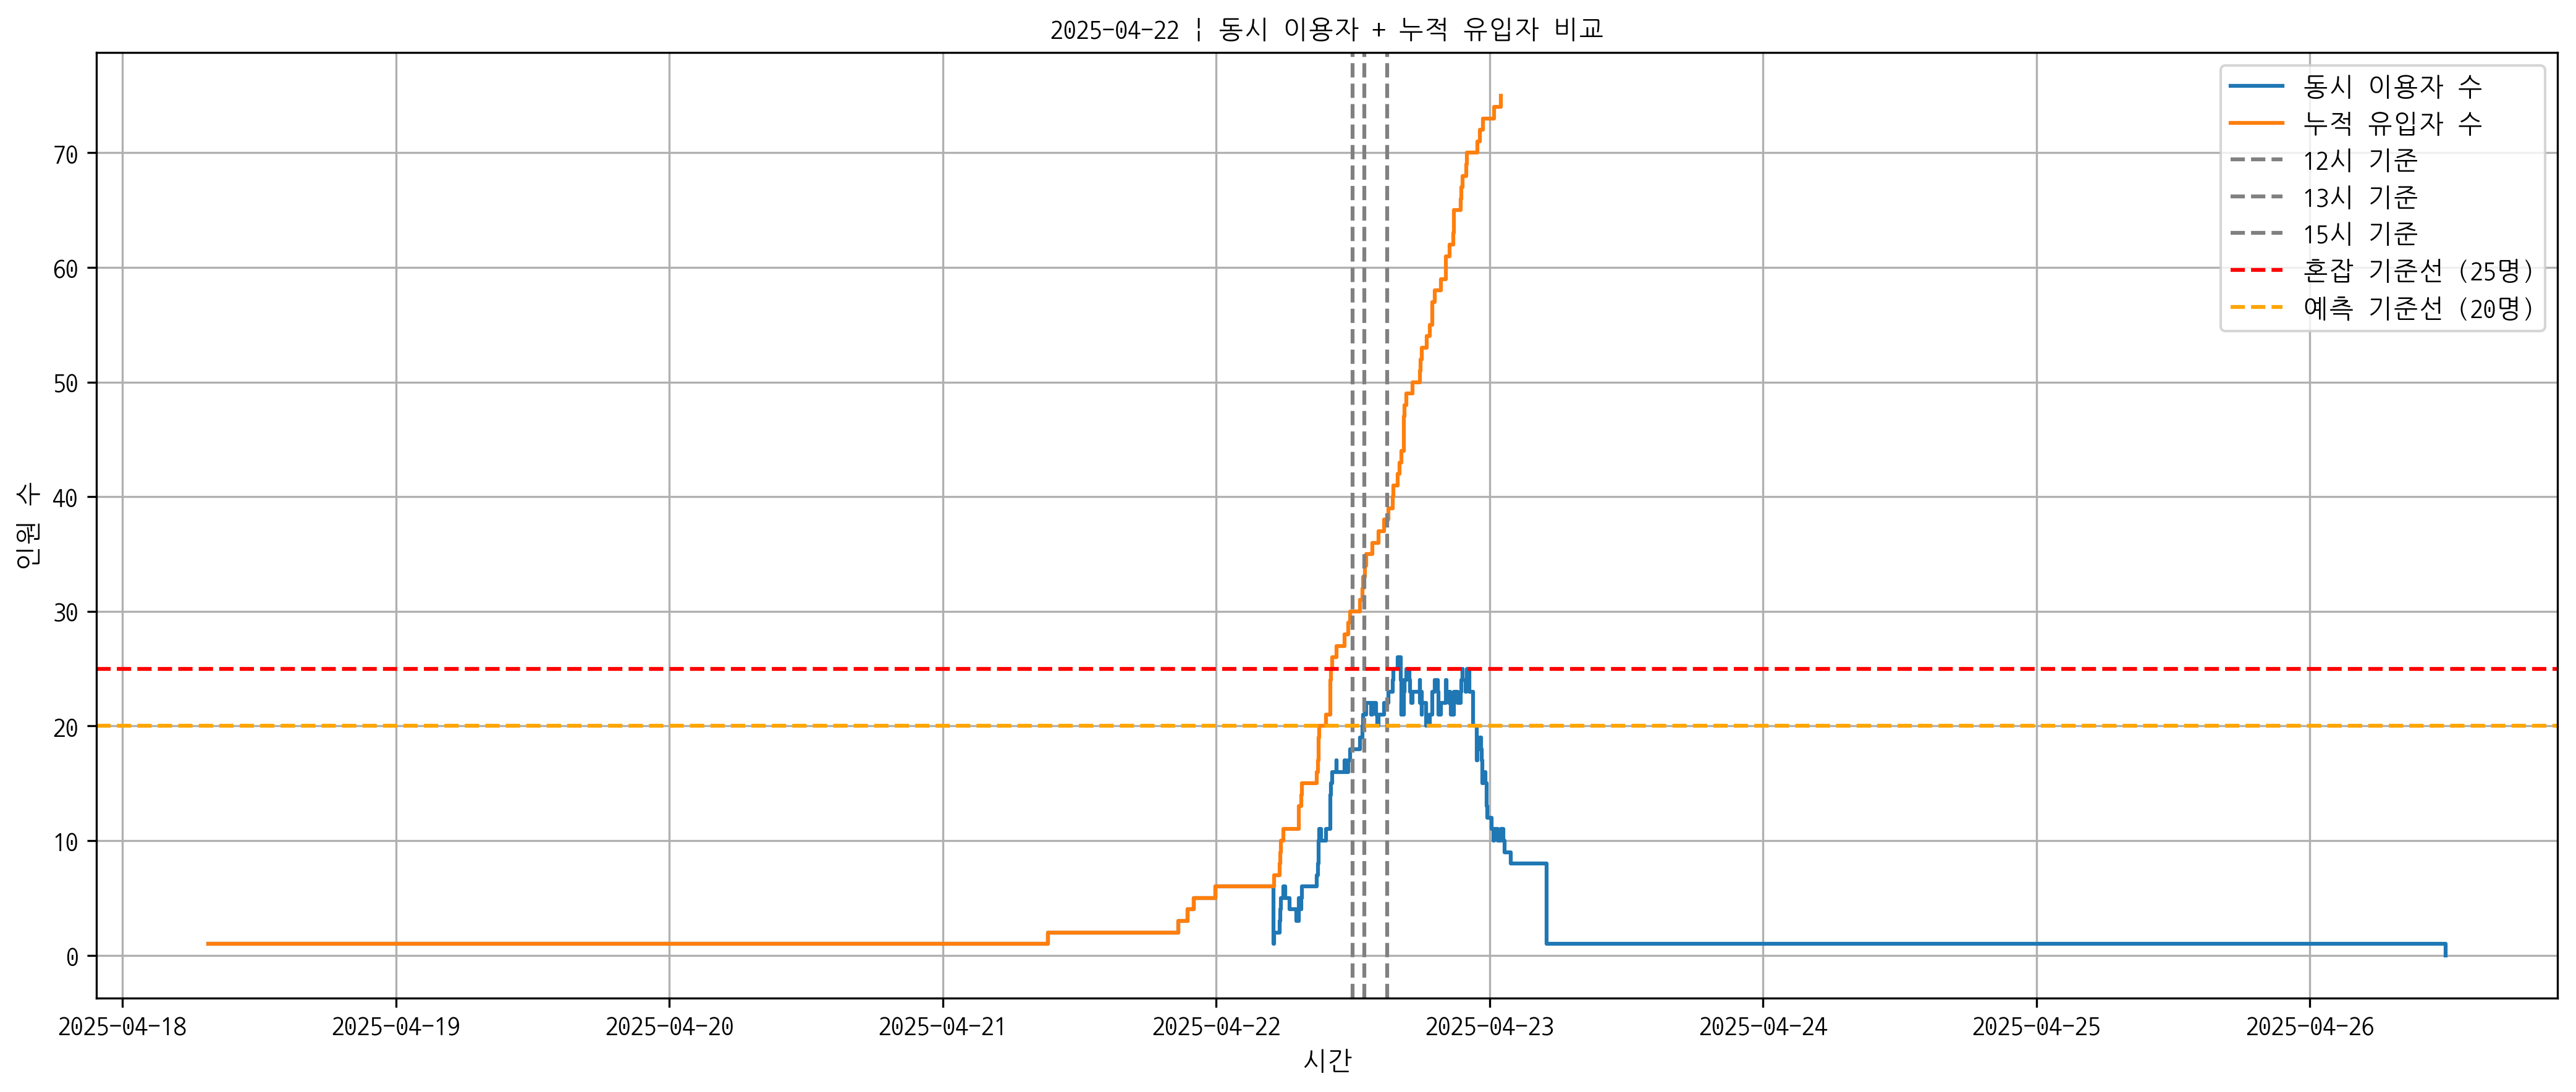 2025-04-22 | 동시 이용자 + 누적 유입자 비교
동시 이용자 수
누적 유입자 수
12시 기준
13시 기준
15시 기준
혼잡 기준선 (25명)
예측 기준선 (20명)
인원 수
70
60
50
40
30
20
10
0
2025-04-18
2025-04-19
2025-04-20
2025-04-21
2025-04-22
2025-04-23
2025-04-24
2025-04-25
2025-04-26
시간